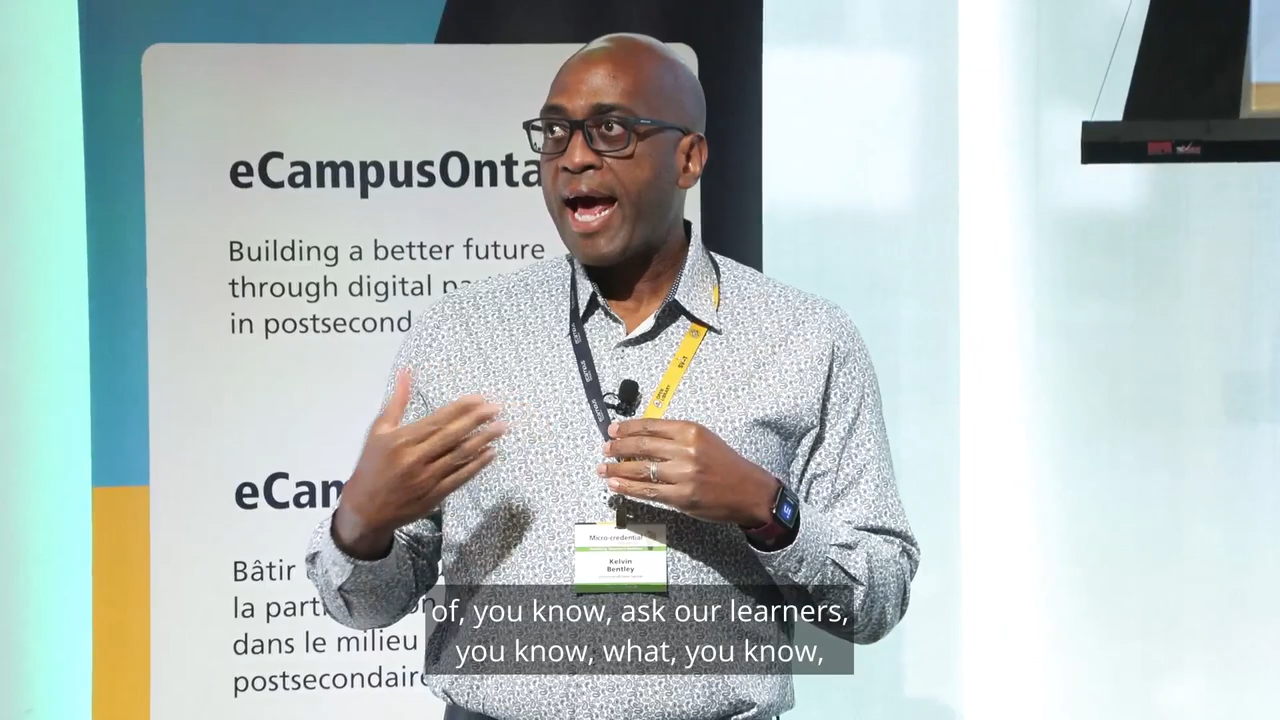 eCampusOnta
Building a better future
through digital pa
in postsecond
eCam
Bâtir
la parti on
dans le milieu
postsecondaire
Micro-credential
Kelvin
Bentley
of, you know, ask our learners,
you know, what, you know,